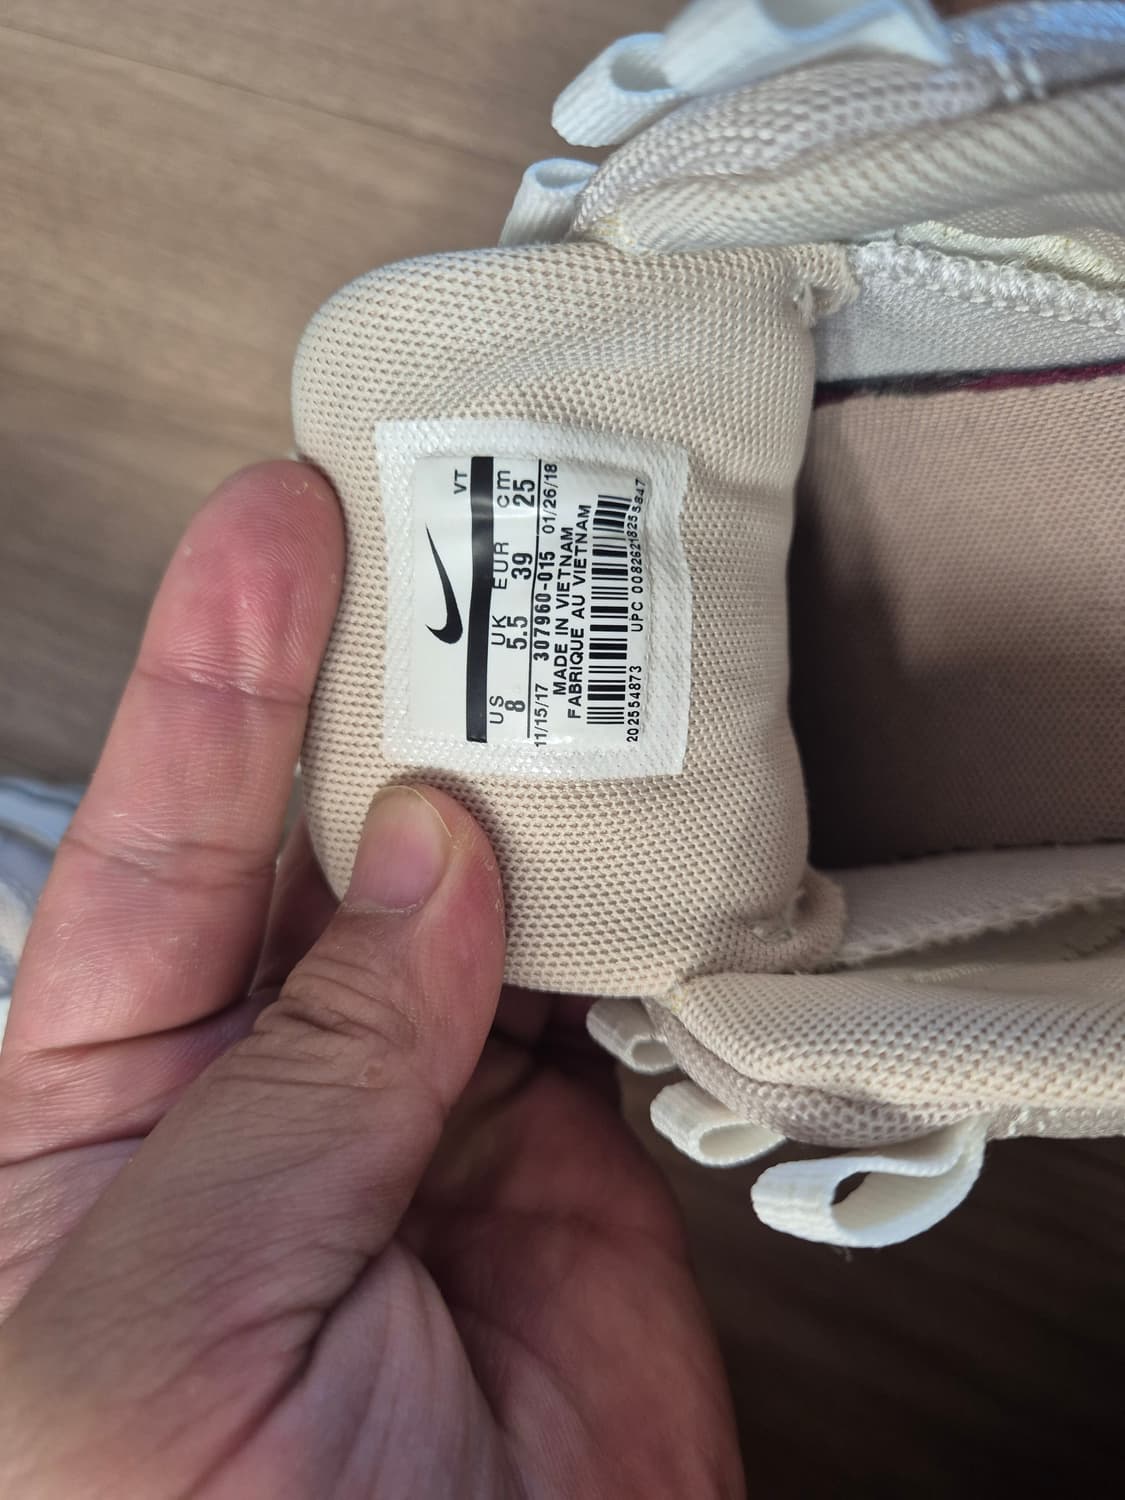 VT
US UK EUR cm
8 5.5 39 25
11/15/17 307960-015 01/26/18
MADE IN VIETNAM
FABRIQUE AU VIETNAM
202554873 UPC 00826218255847